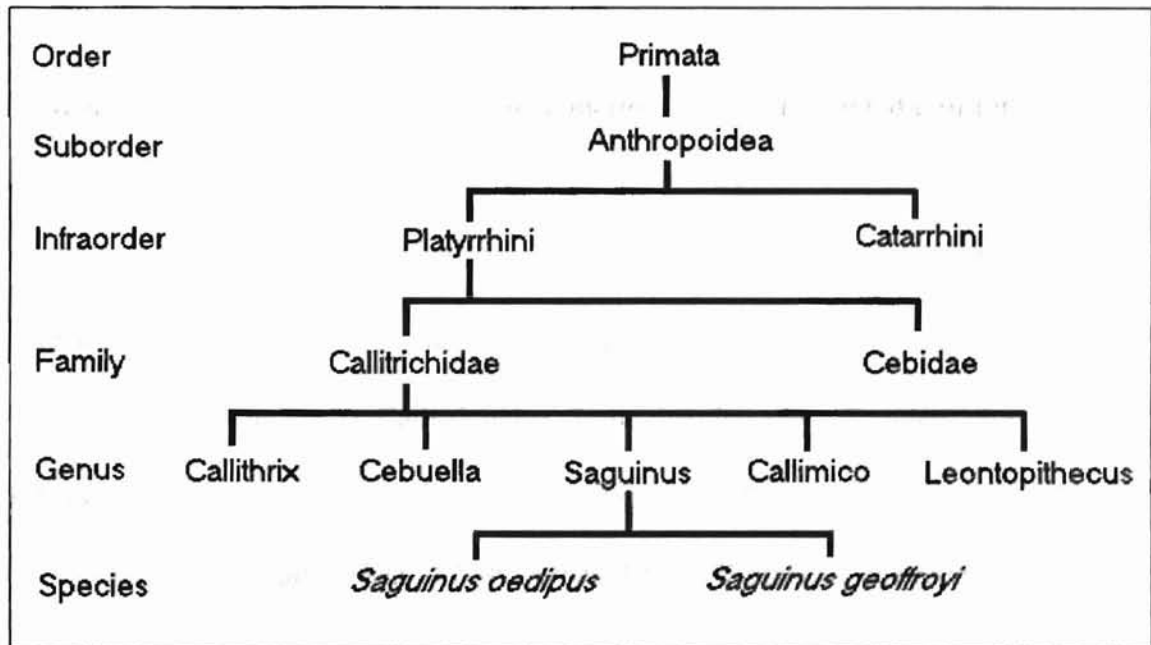 Order Primata
Suborder Anthropoidea
Infraorder Platyrrhini Catarrhini
Family Callitrichidae Cebidae
Genus Callithrix Cebuella Saguinus Callimico Leontopithecus
Species Saguinus oedipus Saguinus geoffroyi